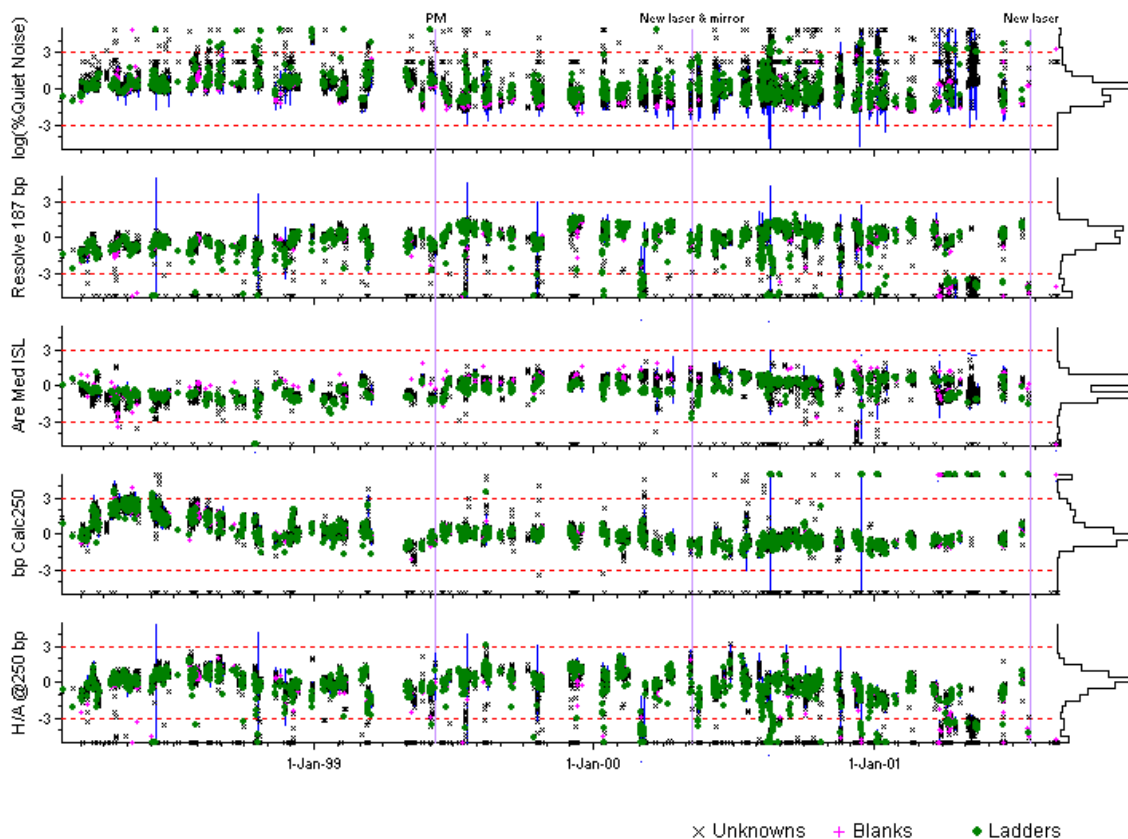 PM New laser & mirror New laser
log(%Quiet Noise)
3
0
-3
Resolve 187 bp
3
0
-3
Are Med ISL
3
0
-3
bp Calc250
3
0
-3
H/A@250 bp
3
0
-3
1-Jan-99 1-Jan-00 1-Jan-01
Unknowns Blanks Ladders